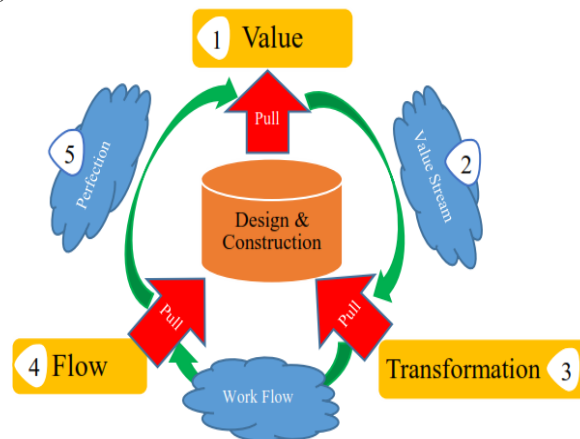 1 Value
Pull
5
Perfection
2
Value Stream
Design &
Construction
Pull
Pull
4 Flow
Work Flow
Transformation 3